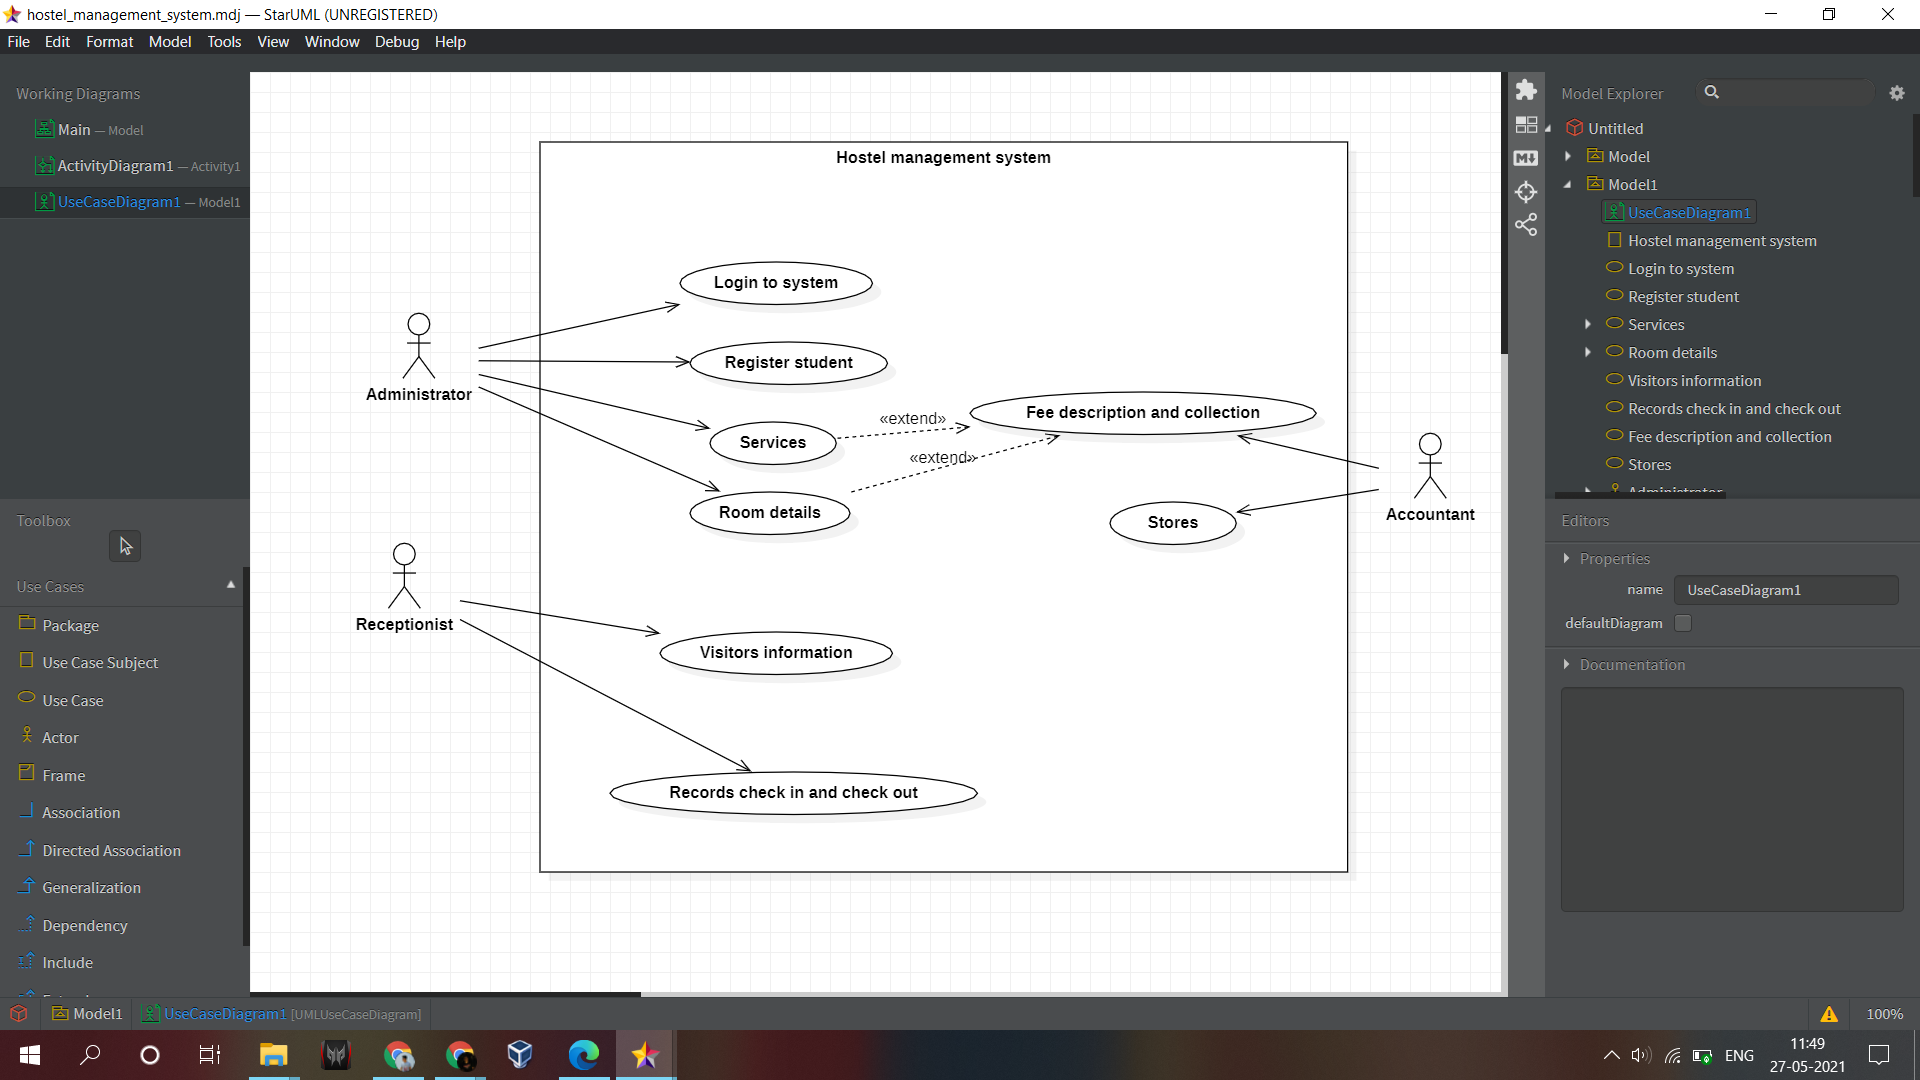 hostel_management_system.mdj — StarUML (UNREGISTERED)
File Edit Format Model Tools View Window Debug Help
Working Diagrams
Main — Model
ActivityDiagram1 — Activity1
UseCaseDiagram1 — Model1
Toolbox
Use Cases
Package
Use Case Subject
Use Case
Actor
Frame
Association
Directed Association
Generalization
Dependency
Include
Hostel management system
Login to system
Register student
Administrator
Services
«extend»
Fee description and collection
«extend»
Room details
Stores
Accountant
Receptionist
Visitors information
Records check in and check out
Model Explorer
Untitled
Model
Model1
UseCaseDiagram1
Hostel management system
Login to system
Register student
Services
Room details
Visitors information
Records check in and check out
Fee description and collection
Stores
Administrator
Editors
Properties
name UseCaseDiagram1
defaultDiagram
Documentation
Model1 UseCaseDiagram1 [UMLUseCaseDiagram]
100%
ENG
11:49
27-05-2021